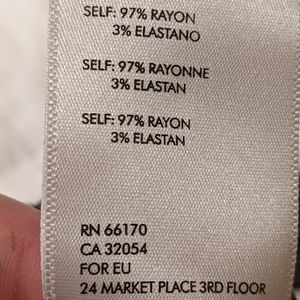 SELF: 97% RAYON
3% ELASTANO
SELF: 97% RAYONNE
3% ELASTAN
SELF: 97% RAYON
3% ELASTAN
RN 66170
CA 32054
FOR EU
24 MARKET PLACE 3RD FLOOR